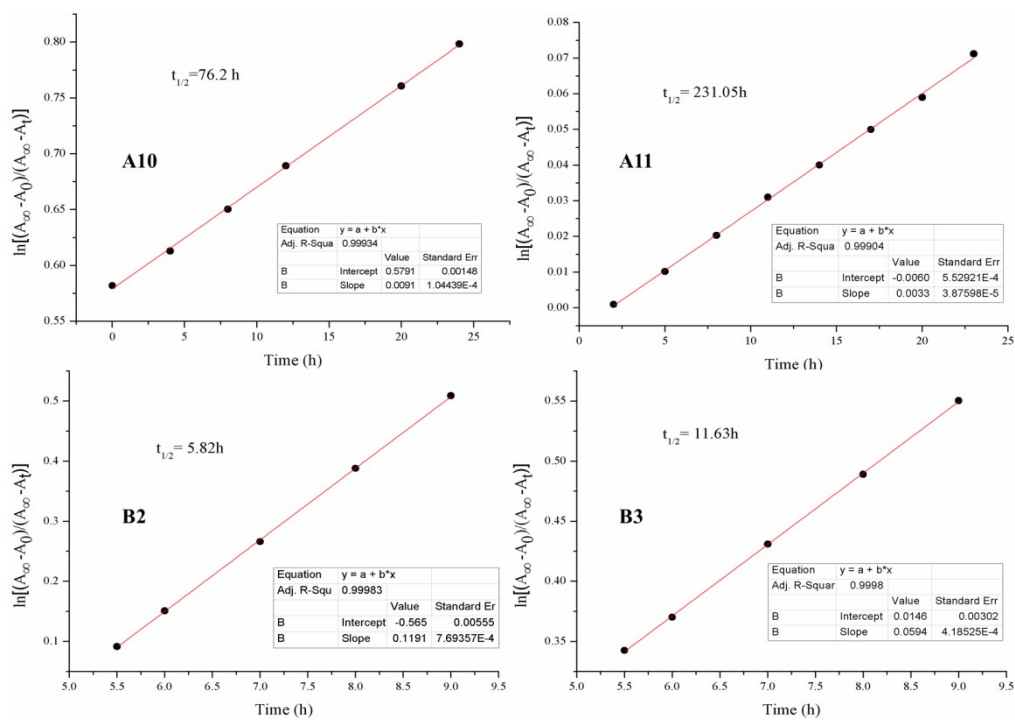 ln[(A∞ -A0)/(A∞ -At)]
0.80
0.75
0.70
0.65
0.60
0.55
t1/2=76.2 h
A10
Equation y = a + b*x
Adj. R-Squa 0.99934
Value Standard Err
B Intercept 0.5791 0.00148
B Slope 0.0091 1.04439E-4
0 5 10 15 20 25
Time (h)
ln[(A∞ -A0)/(A∞ -At)]
0.08
0.07
0.06
0.05
0.04
0.03
0.02
0.01
0.00
t1/2= 231.05h
A11
Equation y = a + b*x
Adj. R-Squa 0.99904
Value Standard Err
B Intercept -0.0060 5.52921E-4
B Slope 0.0033 3.87598E-5
0 5 10 15 20 25
Time (h)
ln[(A∞ -A0)/(A∞ -At)]
0.5
0.4
0.3
0.2
0.1
t1/2= 5.82h
B2
Equation y = a + b*x
Adj. R-Squ 0.99983
Value Standard Er
B Intercept -0.565 0.00555
B Slope 0.1191 7.69357E-4
5.0 5.5 6.0 6.5 7.0 7.5 8.0 8.5 9.0 9.5
Time (h)
ln[(A∞ -A0)/(A∞ -At)]
0.55
0.50
0.45
0.40
0.35
t1/2= 11.63h
B3
Equation y = a + b*x
Adj. R-Squar 0.9998
Value Standard Err
B Intercept 0.0146 0.00302
B Slope 0.0594 4.18525E-4
5.0 5.5 6.0 6.5 7.0 7.5 8.0 8.5 9.0 9.5
Time (h)